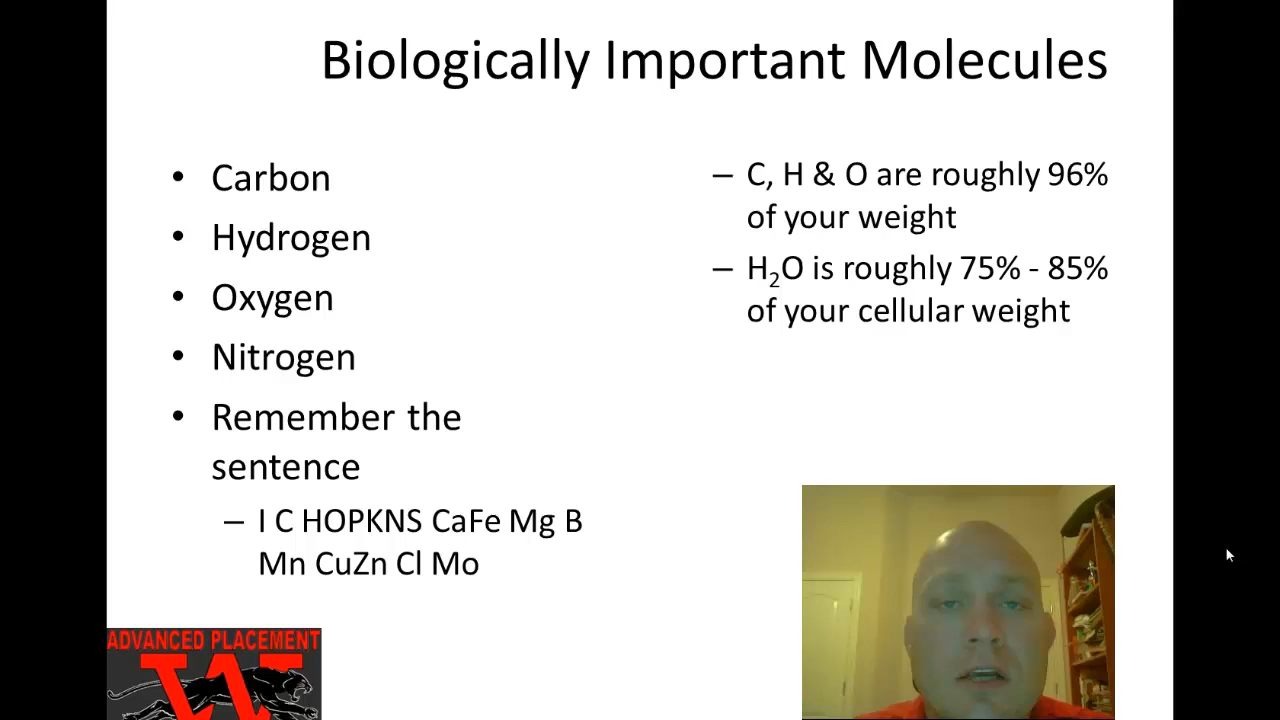 Biologically Important Molecules
• Carbon
• Hydrogen
• Oxygen
• Nitrogen
• Remember the
sentence
– I C HOPKNS CaFe Mg B
Mn CuZn Cl Mo
– C, H & O are roughly 96%
of your weight
– H₂O is roughly 75% - 85%
of your cellular weight
ADVANCED PLACEMENT
W